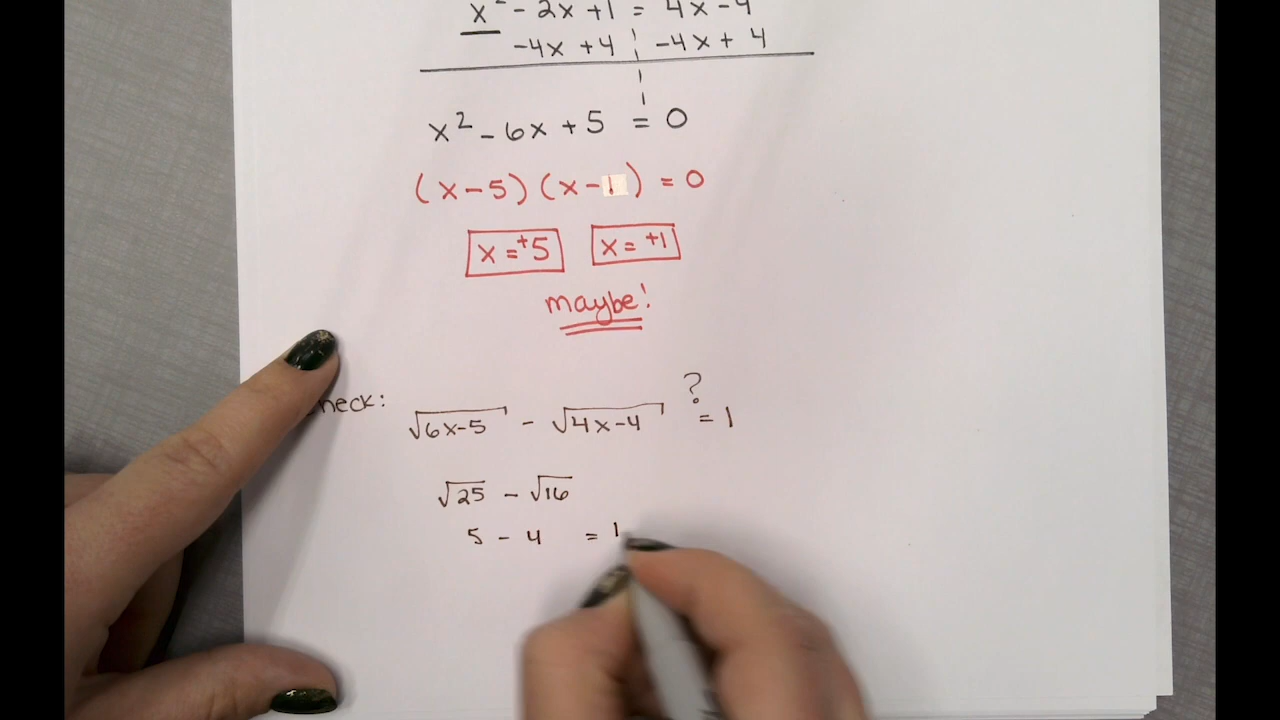 x² - 2x + 1 = 4x - 4
-4x + 4 -4x + 4
x² - 6x + 5 = 0
(x - 5) (x - 1) = 0
x = +5 x = +1
maybe!
heck: √6x-5 - √4x-4 ?= 1
√25 - √16
5 - 4 = 1